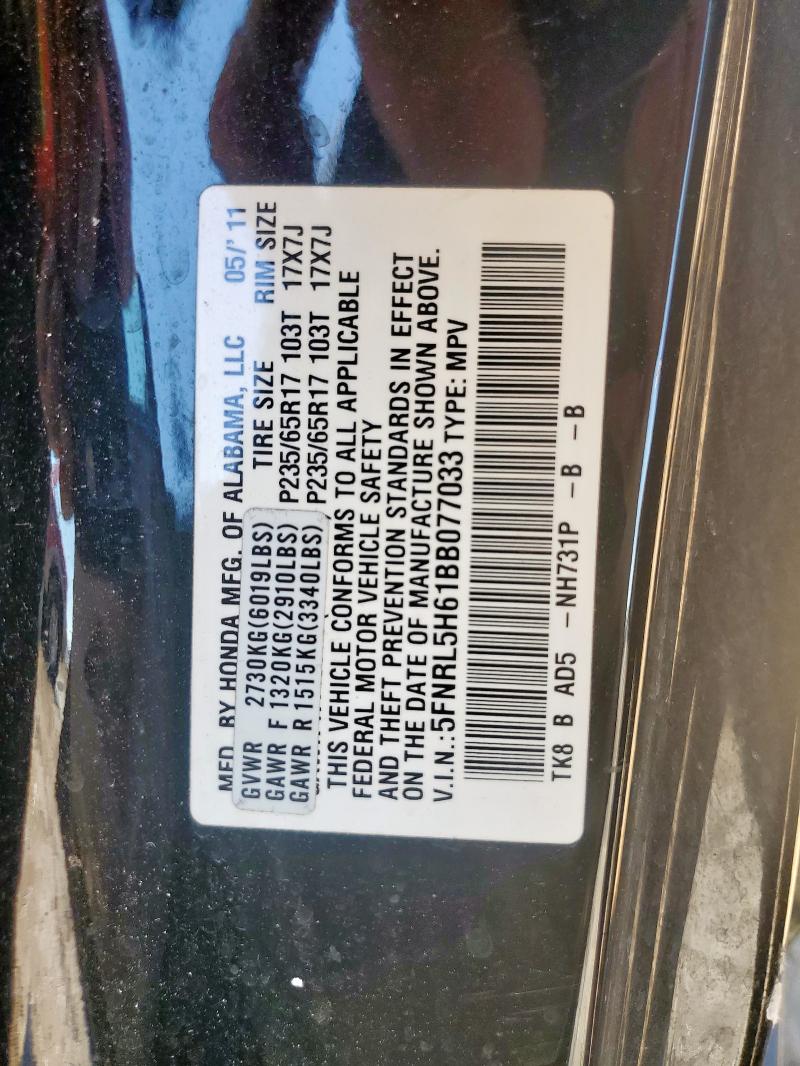 MFD. BY HONDA MFG. OF ALABAMA, LLC 05/'11
GVWR 2730KG(6019LBS) TIRE SIZE RIM SIZE
GAWR F 1320KG(2910LBS) P235/65R17 103T 17X7J
GAWR R 1515KG(3340LBS) P235/65R17 103T 17X7J
THIS VEHICLE CONFORMS TO ALL APPLICABLE
FEDERAL MOTOR VEHICLE SAFETY
AND THEFT PREVENTION STANDARDS IN EFFECT
ON THE DATE OF MANUFACTURE SHOWN ABOVE.
V.I.N.: 5FNRL5H61BB077033 TYPE: MPV
TK8 B AD5 -NH731P -B -B